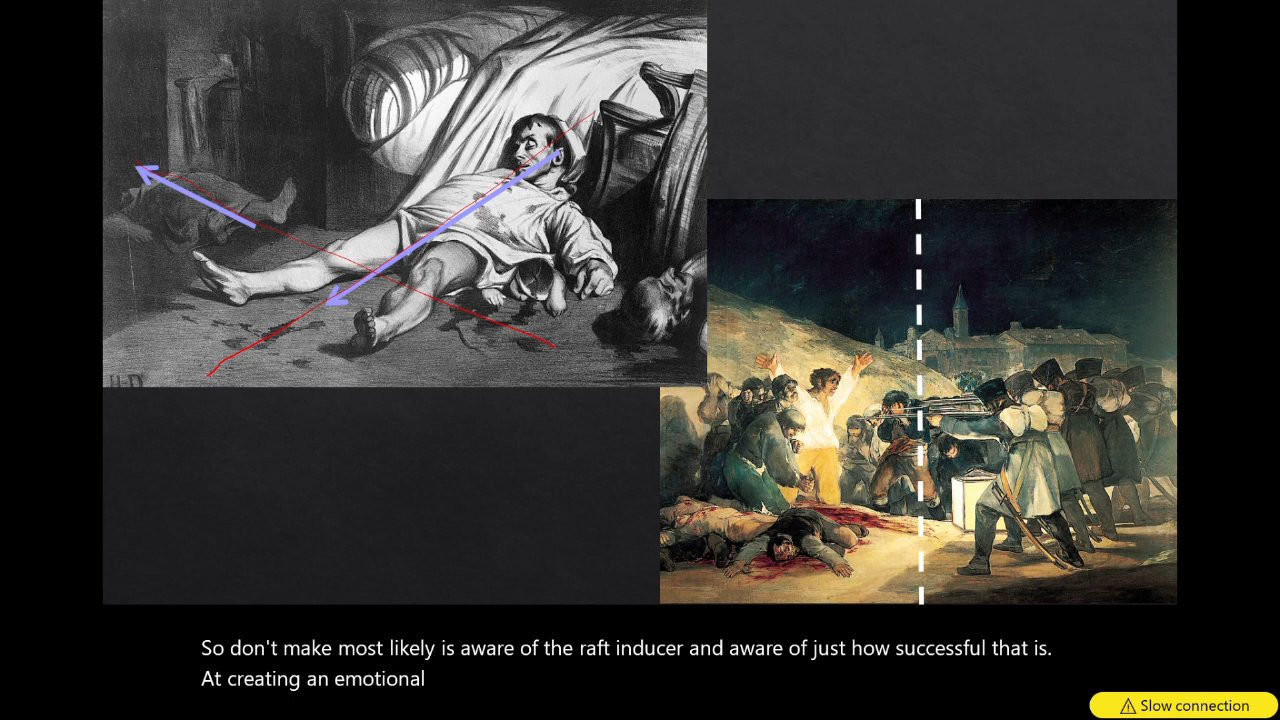 H-D
So don't make most likely is aware of the raft inducer and aware of just how successful that is.
At creating an emotional
⚠ Slow connection